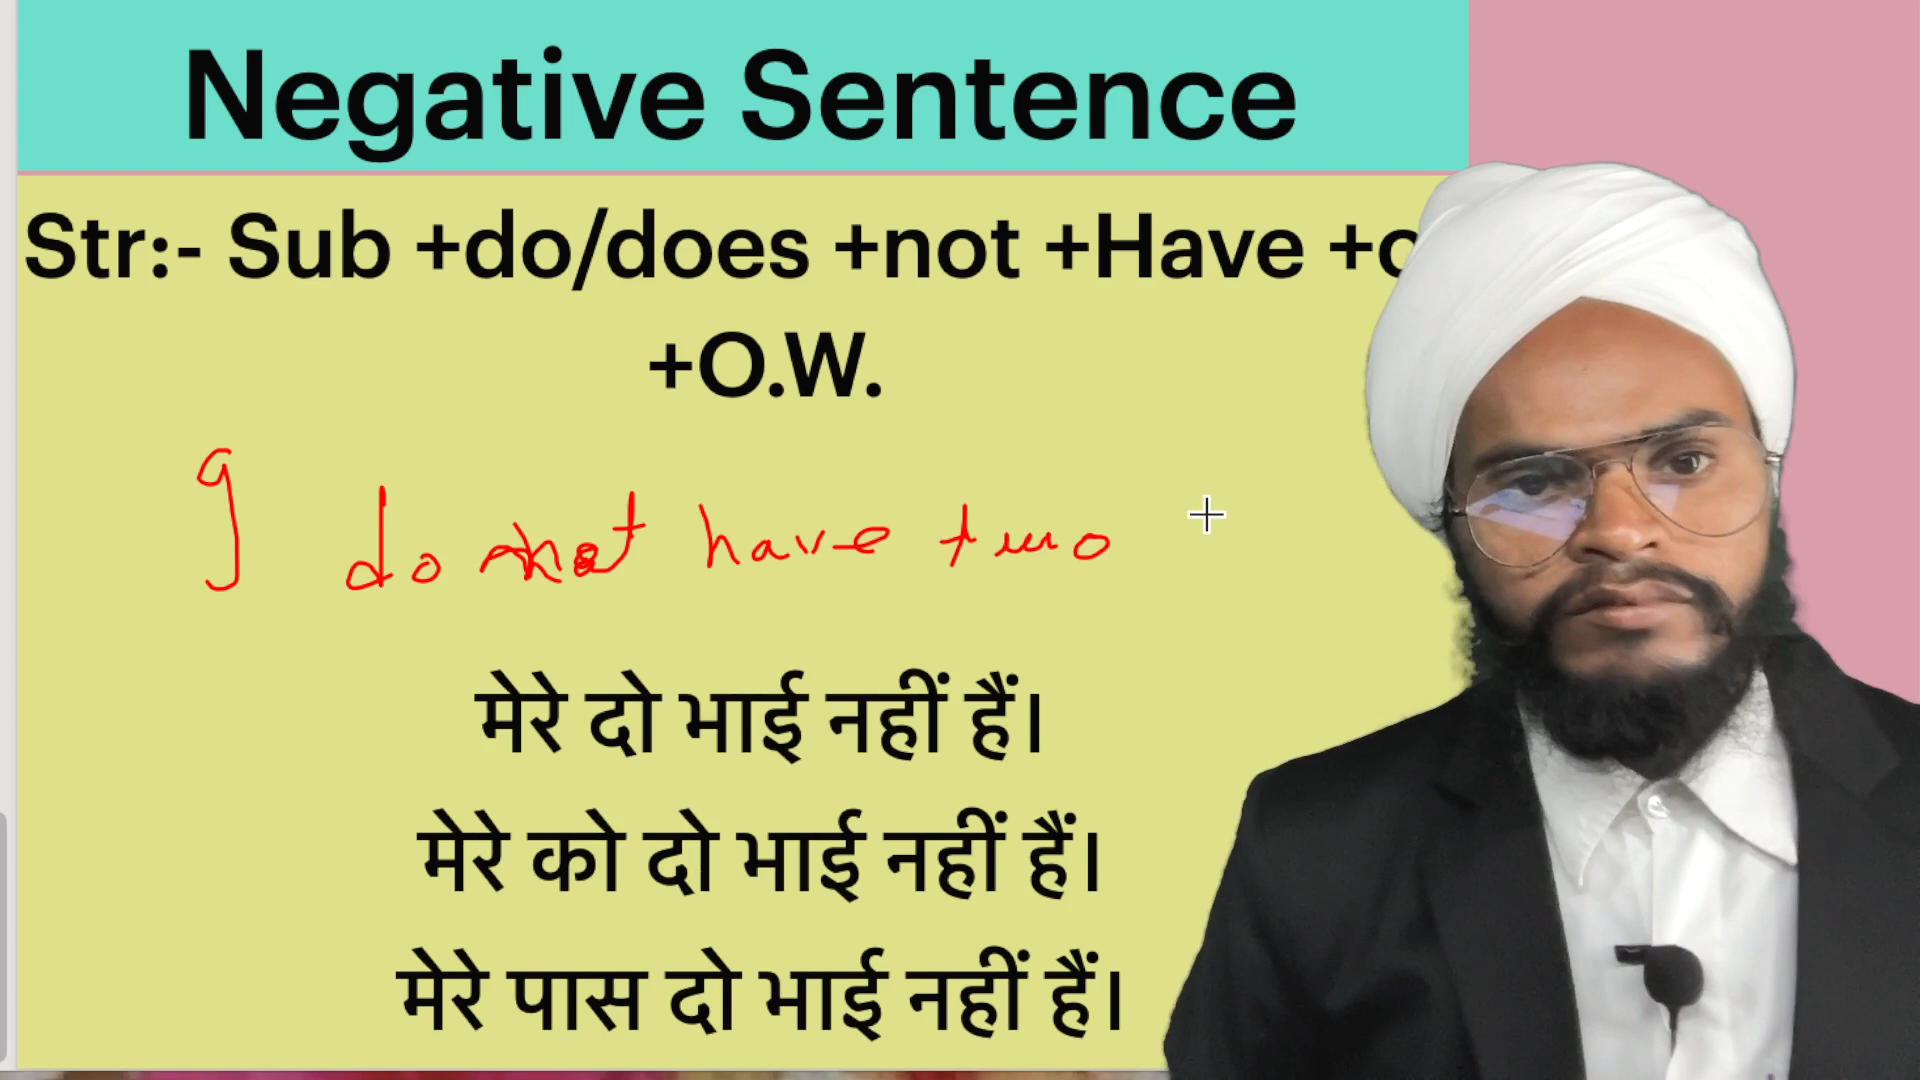 Negative Sentence
Str:- Sub +do/does +not +Have +o
+O.W.
I do not have two
मेरे दो भाई नहीं हैं।
मेरे को दो भाई नहीं हैं।
मेरे पास दो भाई नहीं हैं।